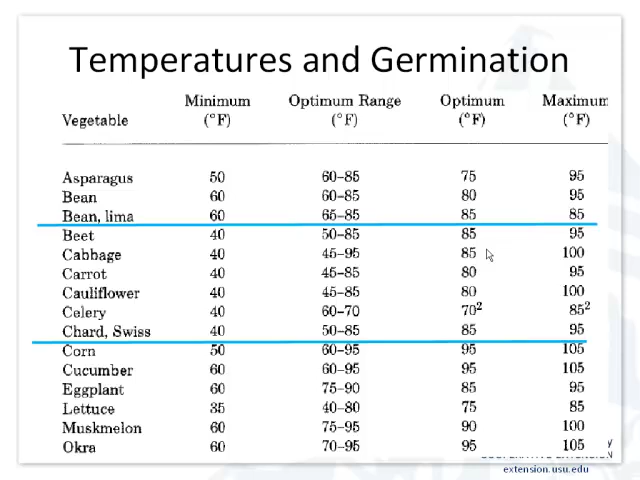 Temperatures and Germination
Minimum Optimum Range Optimum Maximum
Vegetable (°F) (°F) (°F) (°F)
Asparagus 50 60–85 75 95
Bean 60 60–85 80 95
Bean, lima 60 65–85 85 85
Beet 40 50–85 85 95
Cabbage 40 45–95 85 100
Carrot 40 45–85 80 95
Cauliflower 40 45–85 80 100
Celery 40 60–70 70² 85²
Chard, Swiss 40 50–85 85 95
Corn 50 60–95 95 105
Cucumber 60 60–95 95 105
Eggplant 60 75–90 85 95
Lettuce 35 40–80 75 85
Muskmelon 60 75–95 90 100
Okra 60 70–95 95 105
extension.usu.edu